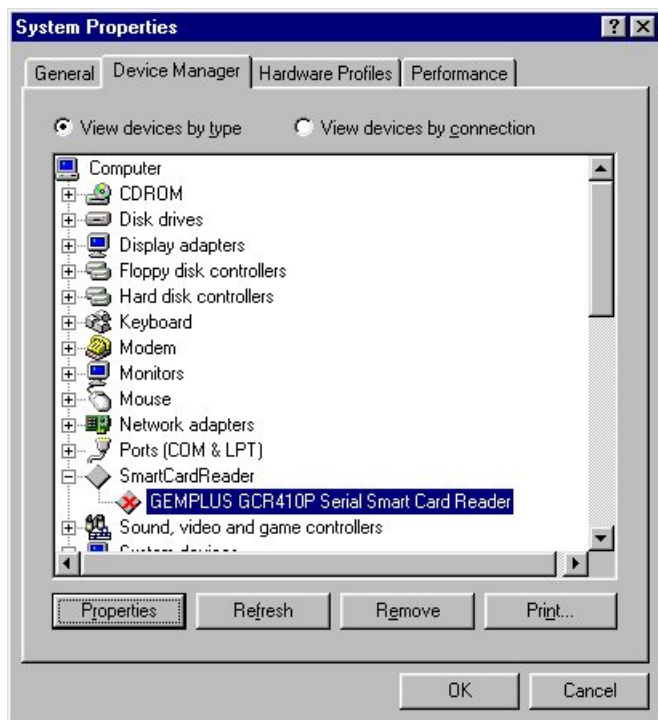 System Properties
General Device Manager Hardware Profiles Performance
View devices by type View devices by connection
Computer
CDROM
Disk drives
Display adapters
Floppy disk controllers
Hard disk controllers
Keyboard
Modem
Monitors
Mouse
Network adapters
Ports (COM & LPT)
SmartCardReader
GEMPLUS GCR410P Serial Smart Card Reader
Sound, video and game controllers
System devices
Properties Refresh Remove Print...
OK Cancel